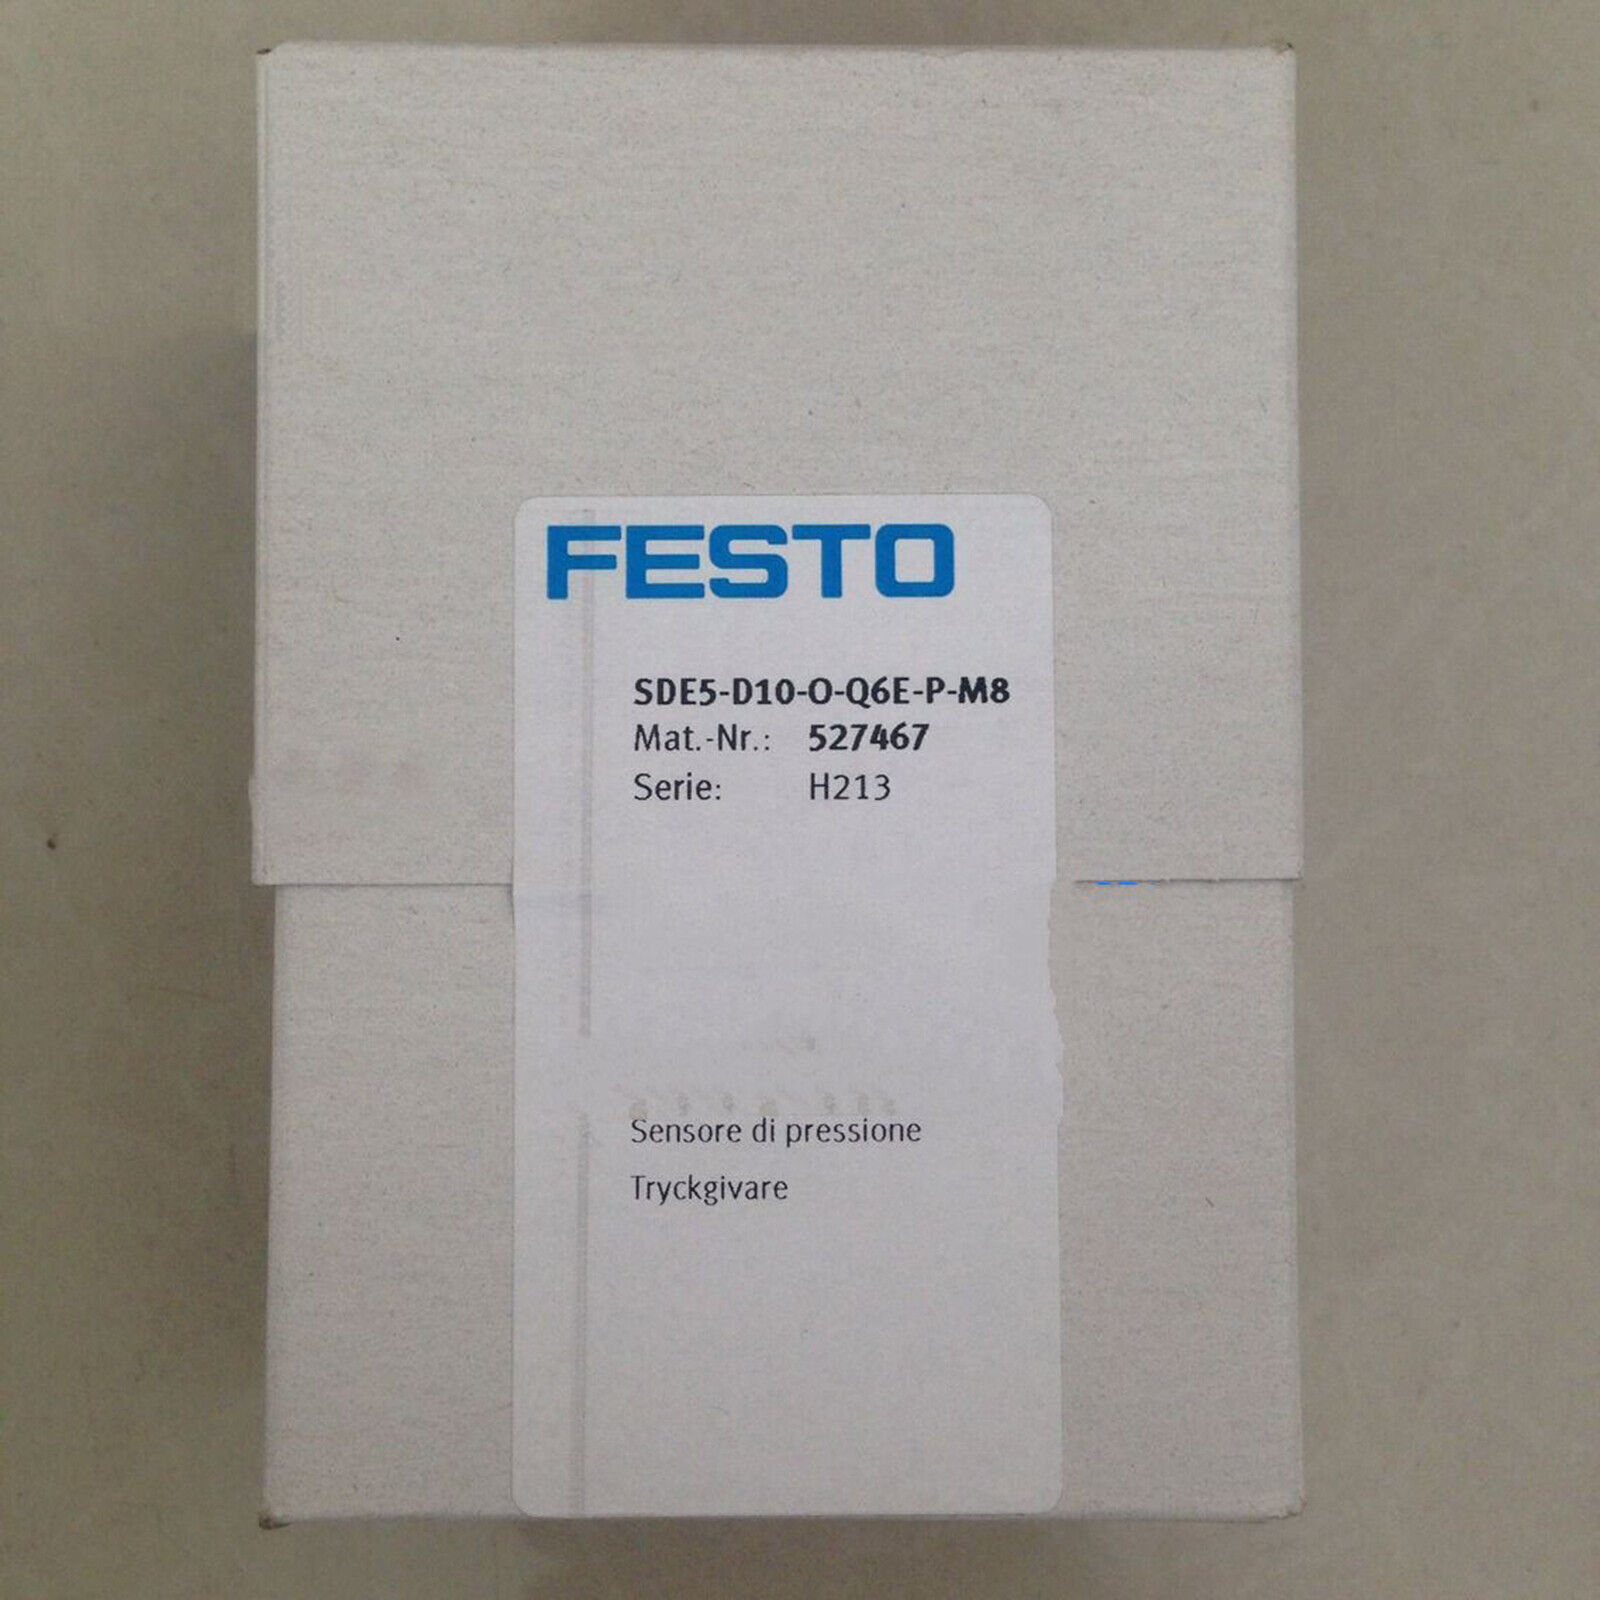 FESTO
SDE5-D10-O-Q6E-P-M8
Mat.-Nr.: 527467
Serie: H213
Sensore di pressione
Tryckgivare